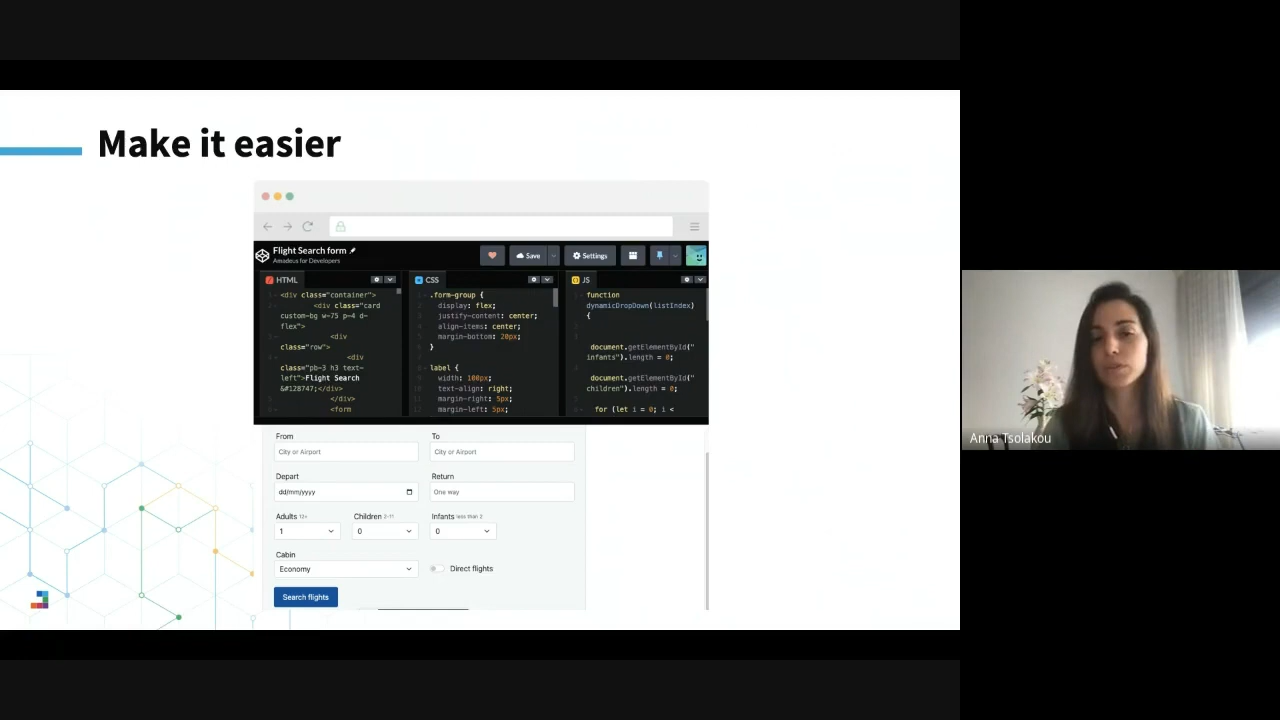 Make it easier
Flight Search form
Amadeus for Developers
Save
Settings
HTML
CSS
JS
<div class="container">
<div class="card
custom-bg w-75 p-4 d-
flex">
<div
class="row">
<div
class="pb-3 h3 text-
left">Flight Search
&#128747;</div>
</div>
<form
.form-group {
display: flex;
justify-content: center;
align-items: center;
margin-bottom: 20px;
}
label {
width: 100px;
text-align: right;
margin-right: 5px;
margin-left: 5px;
function
dynamicDropDown(listIndex)
{
document.getElementById("
infants").length = 0;
document.getElementById("
children").length = 0;
for (let i = 0; i <
From
To
City or Airport
City or Airport
Depart
Return
dd/mm/yyyy
One way
Adults 12+
Children 2-11
Infants less than 2
1
0
0
Cabin
Economy
Direct flights
Search flights
Anna Tsolakou